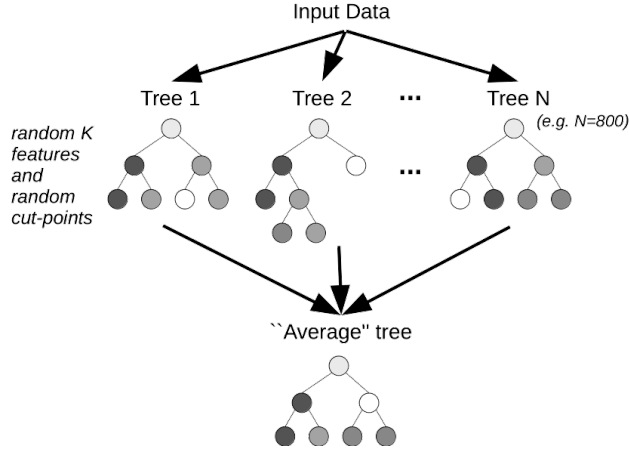 Input Data
Tree 1
Tree 2
...
Tree N
(e.g. N=800)
random K
features
and
random
cut-points
...
``Average" tree